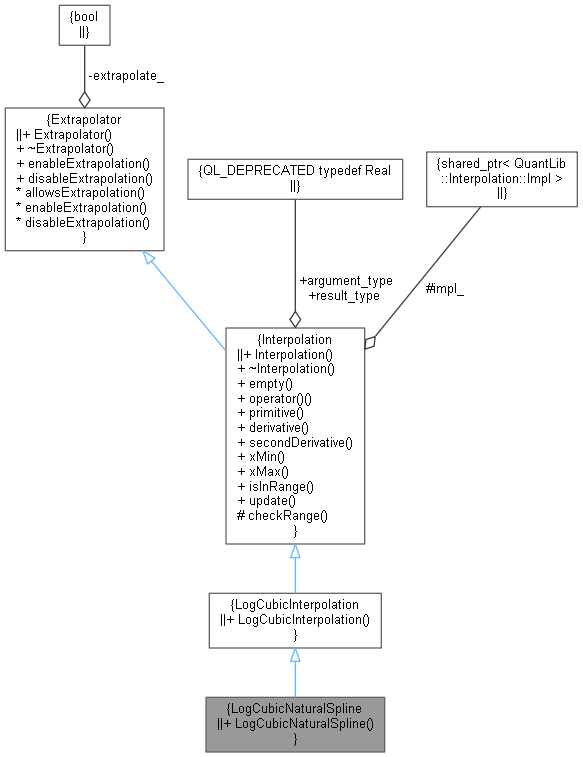 {bool
||}
-extrapolate_
{Extrapolator
||+ Extrapolator()
+ ~Extrapolator()
+ enableExtrapolation()
+ disableExtrapolation()
* allowsExtrapolation()
* enableExtrapolation()
* disableExtrapolation()
}
{QL_DEPRECATED typedef Real
||}
{shared_ptr< QuantLib
::Interpolation::Impl >
||}
+argument_type
+result_type
#impl_
{Interpolation
||+ Interpolation()
+ ~Interpolation()
+ empty()
+ operator()()
+ primitive()
+ derivative()
+ secondDerivative()
+ xMin()
+ xMax()
+ isInRange()
+ update()
# checkRange()
}
{LogCubicInterpolation
||+ LogCubicInterpolation()
}
{LogCubicNaturalSpline
||+ LogCubicNaturalSpline()
}